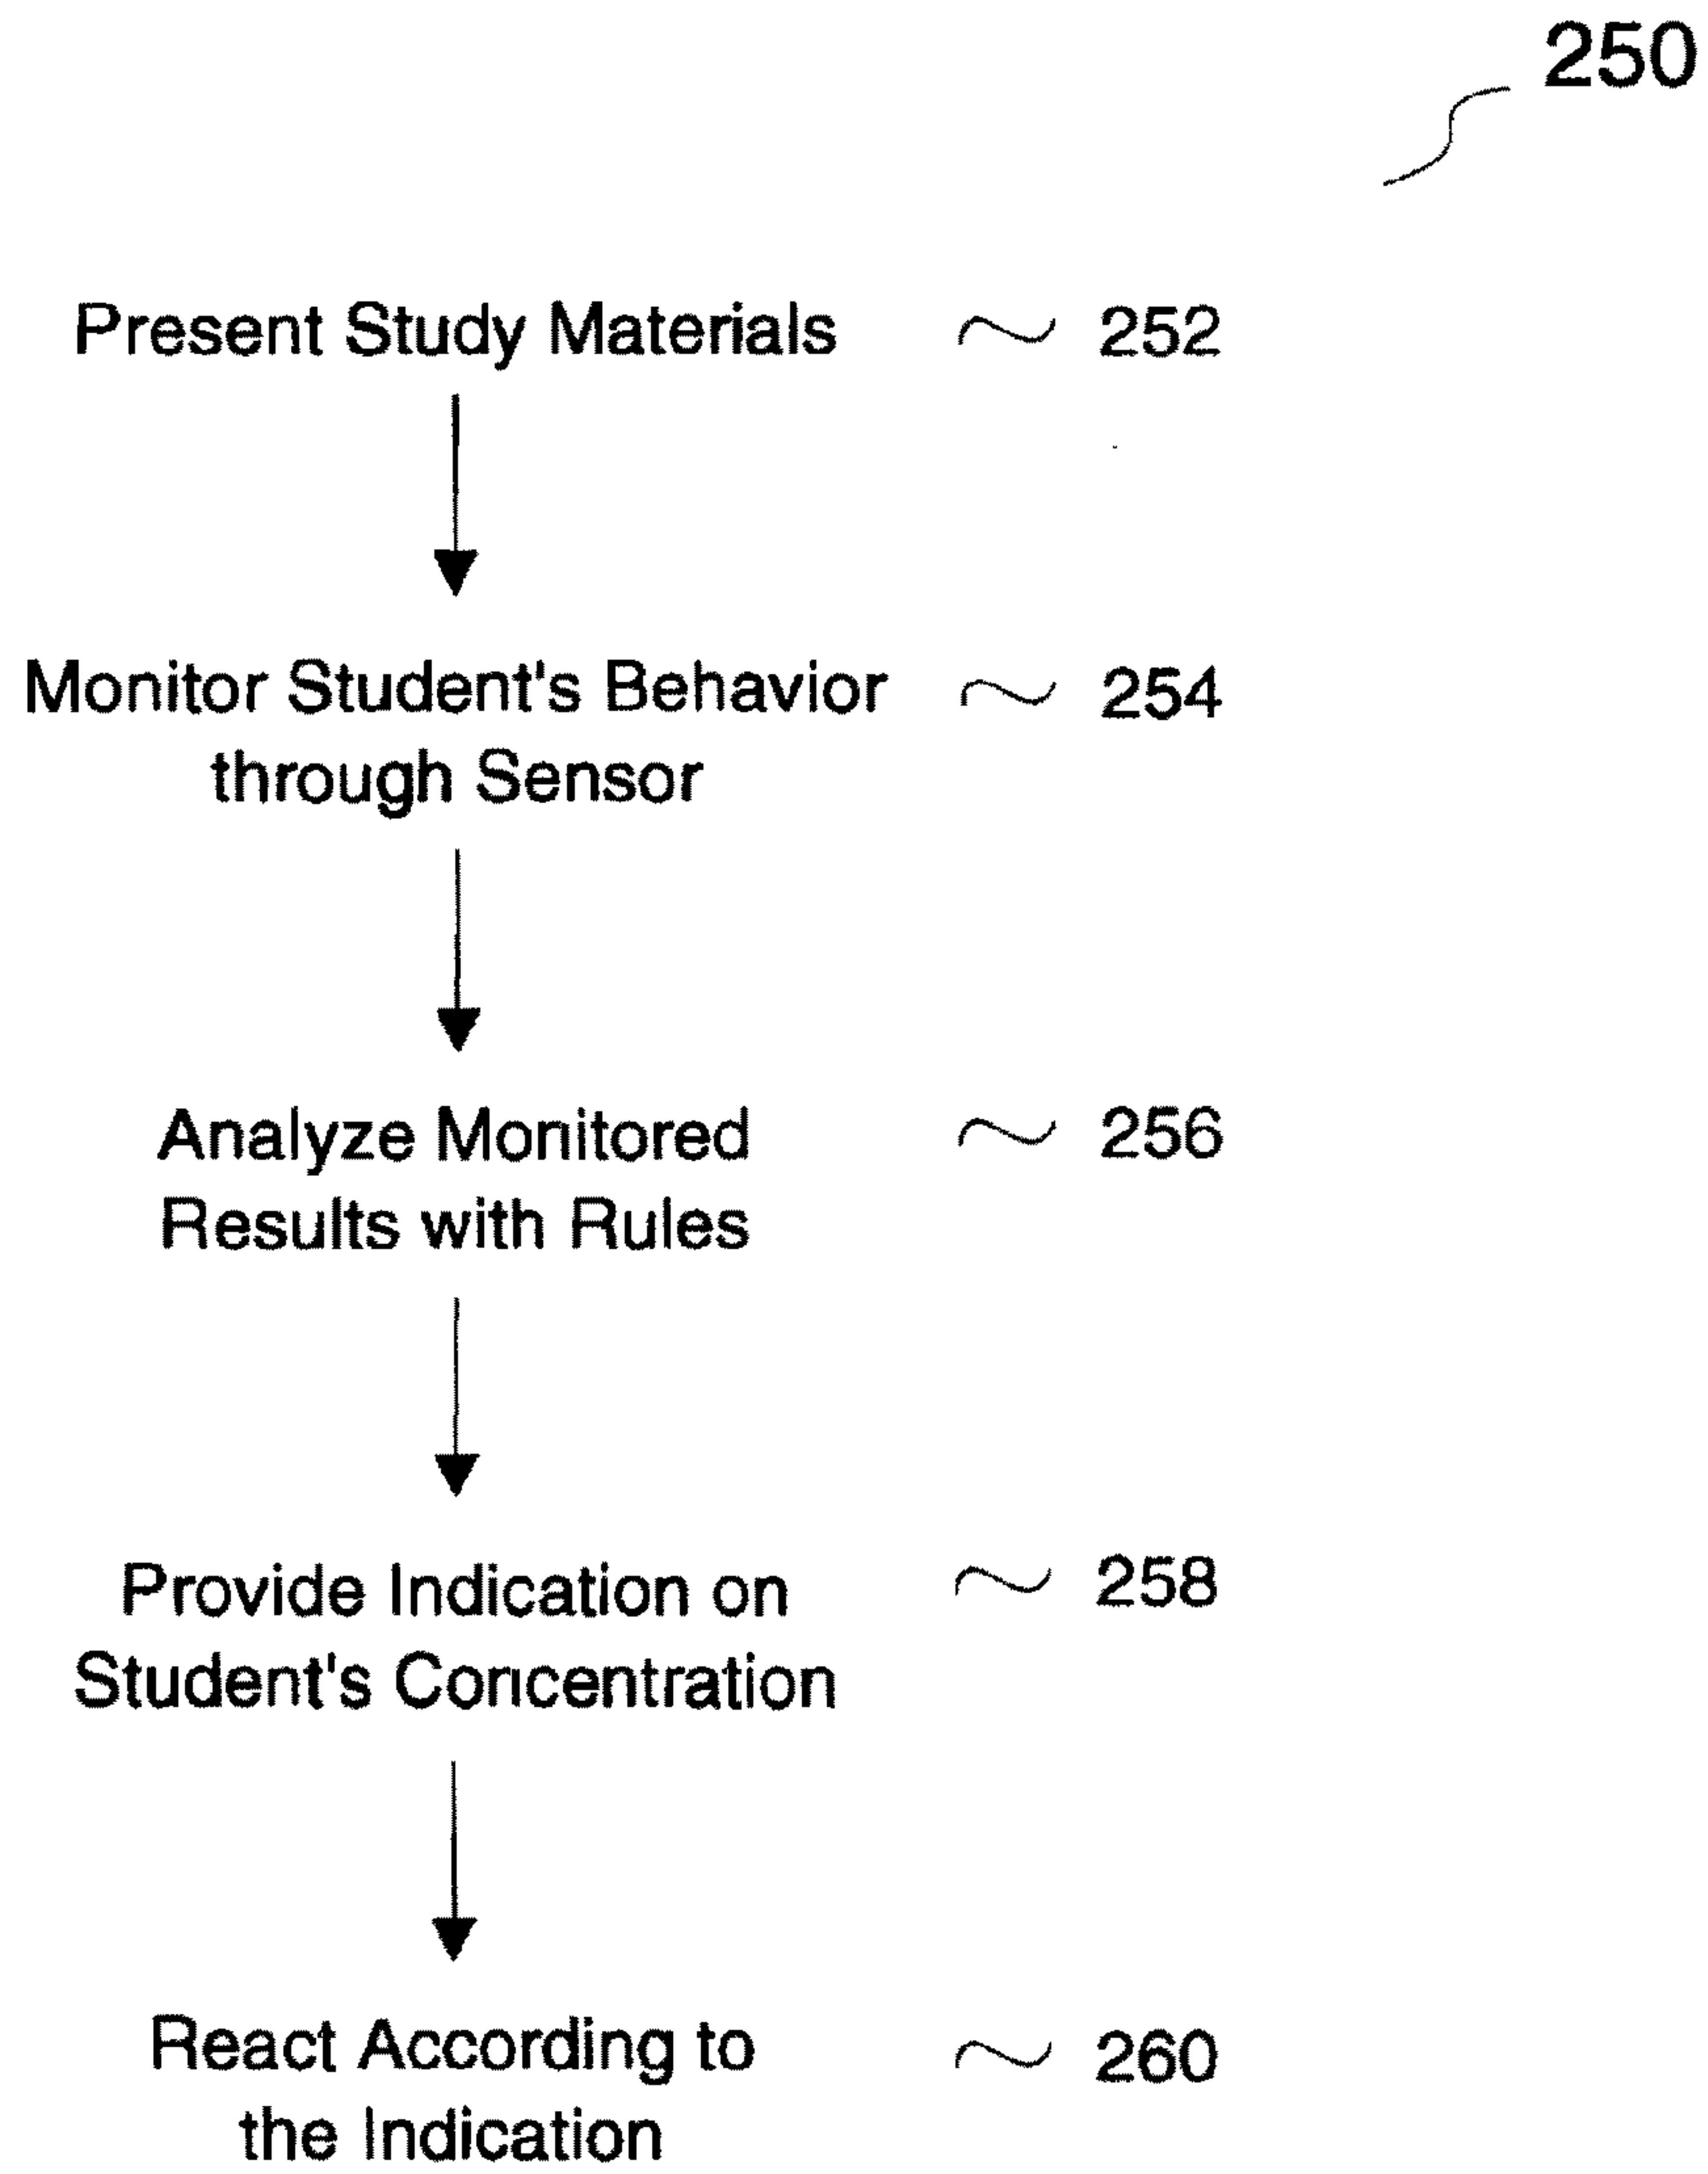 250
Present Study Materials 252
Monitor Student's Behavior 254
through Sensor
Analyze Monitored 256
Results with Rules
Provide Indication on 258
Student's Concentration
React According to 260
the Indication